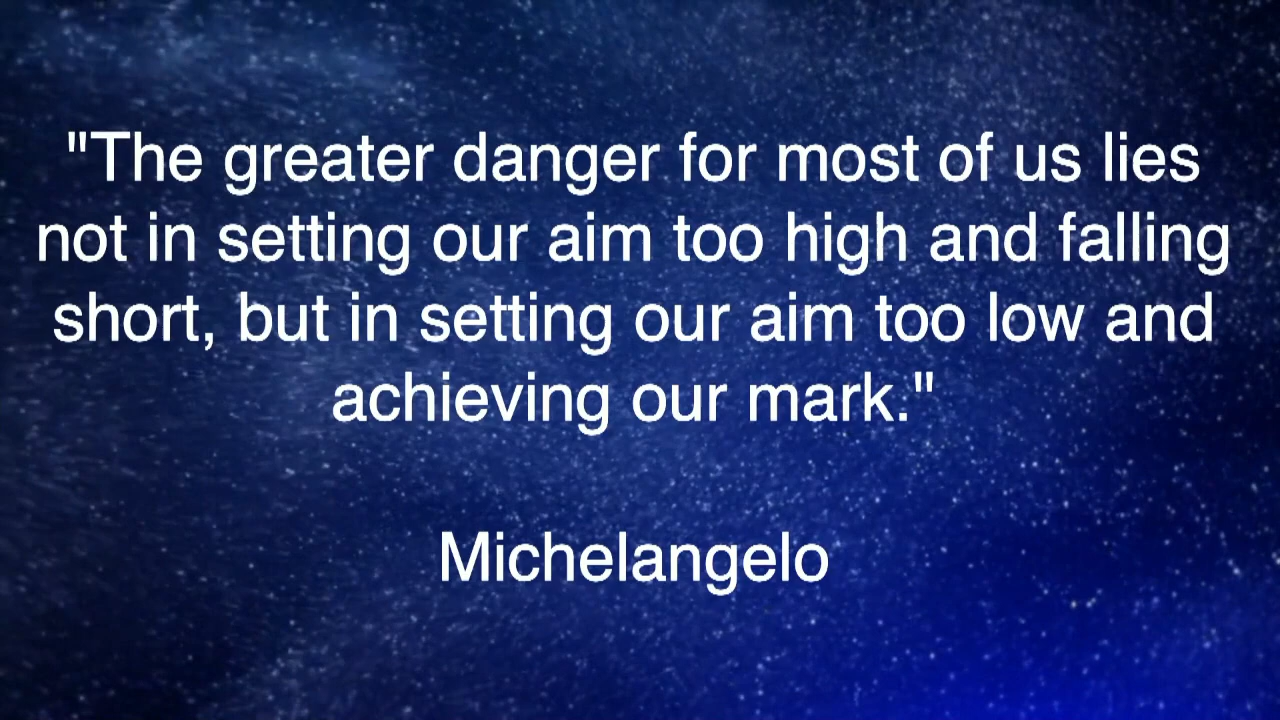 "The greater danger for most of us lies
not in setting our aim too high and falling
short, but in setting our aim too low and
achieving our mark."
Michelangelo